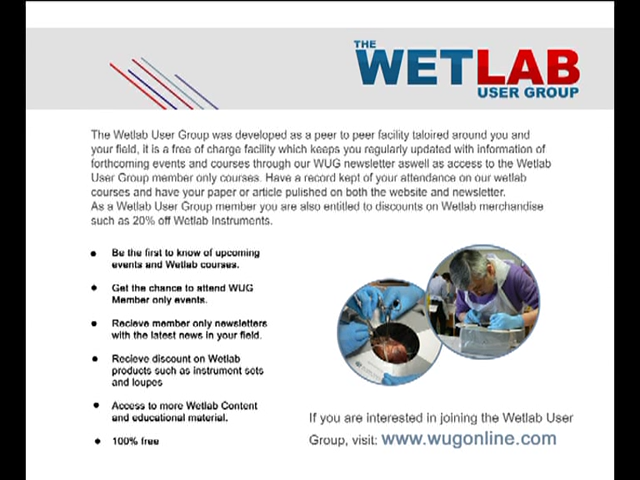 THE
WETLAB
USER GROUP
The Wetlab User Group was developed as a peer to peer facility taloired around you and
your field, it is a free of charge facility which keeps you regularly updated with information of
forthcoming events and courses through our WUG newsletter aswell as access to the Wetlab
User Group member only courses. Have a record kept of your attendance on our wetlab
courses and have your paper or article pulished on both the website and newsletter.
As a Wetlab User Group member you are also entitled to discounts on Wetlab merchandise
such as 20% off Wetlab Instruments.
• Be the first to know of upcoming
events and Wetlab courses.
• Get the chance to attend WUG
Member only events.
• Recieve member only newsletters
with the latest news in your field.
• Recieve discount on Wetlab
products such as instrument sets
and loupes
• Access to more Wetlab Content
and educational material.
• 100% free
If you are interested in joining the Wetlab User
Group, visit: www.wugonline.com